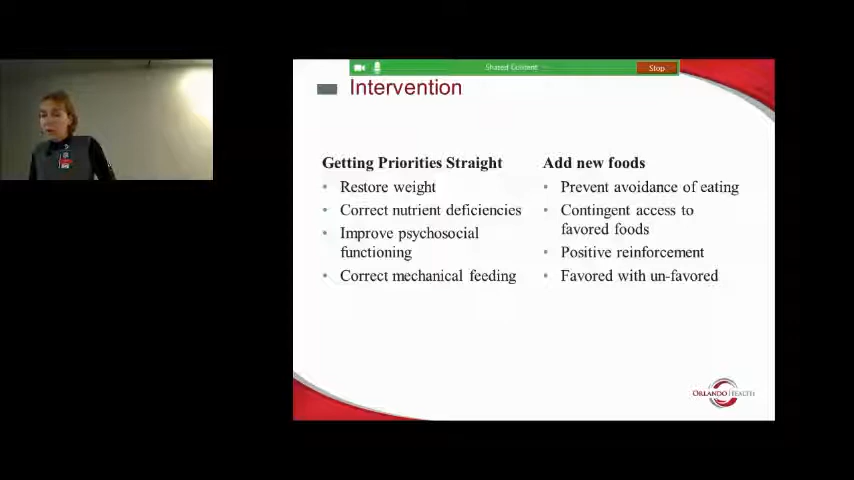 Shared Content
Stop
Intervention
Getting Priorities Straight
• Restore weight
• Correct nutrient deficiencies
• Improve psychosocial
functioning
• Correct mechanical feeding
Add new foods
• Prevent avoidance of eating
• Contingent access to
favored foods
• Positive reinforcement
• Favored with un-favored
ORLANDO HEALTH